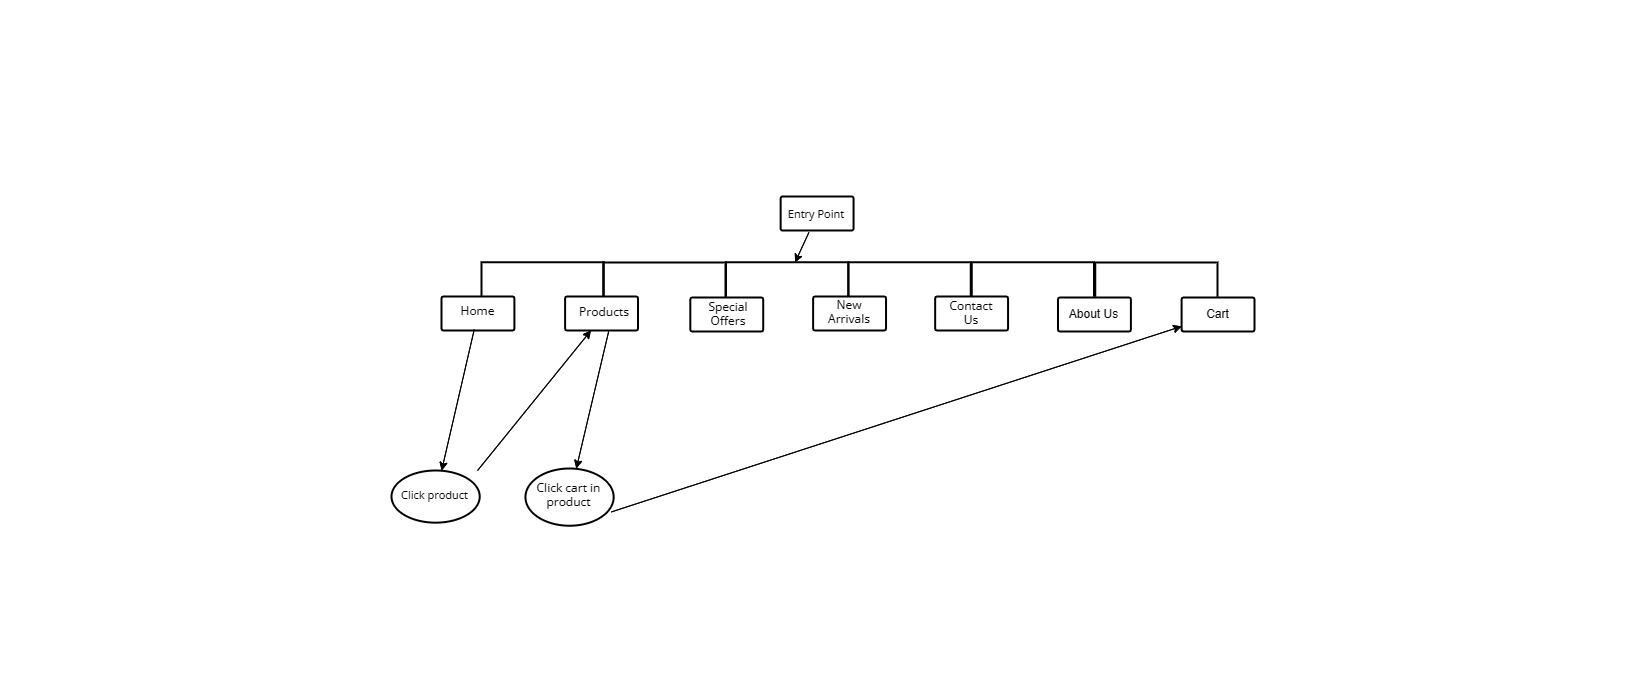 Entry Point
Home
Products
Special
Offers
New
Arrivals
Contact
Us
About Us
Cart
Click product
Click cart in
product